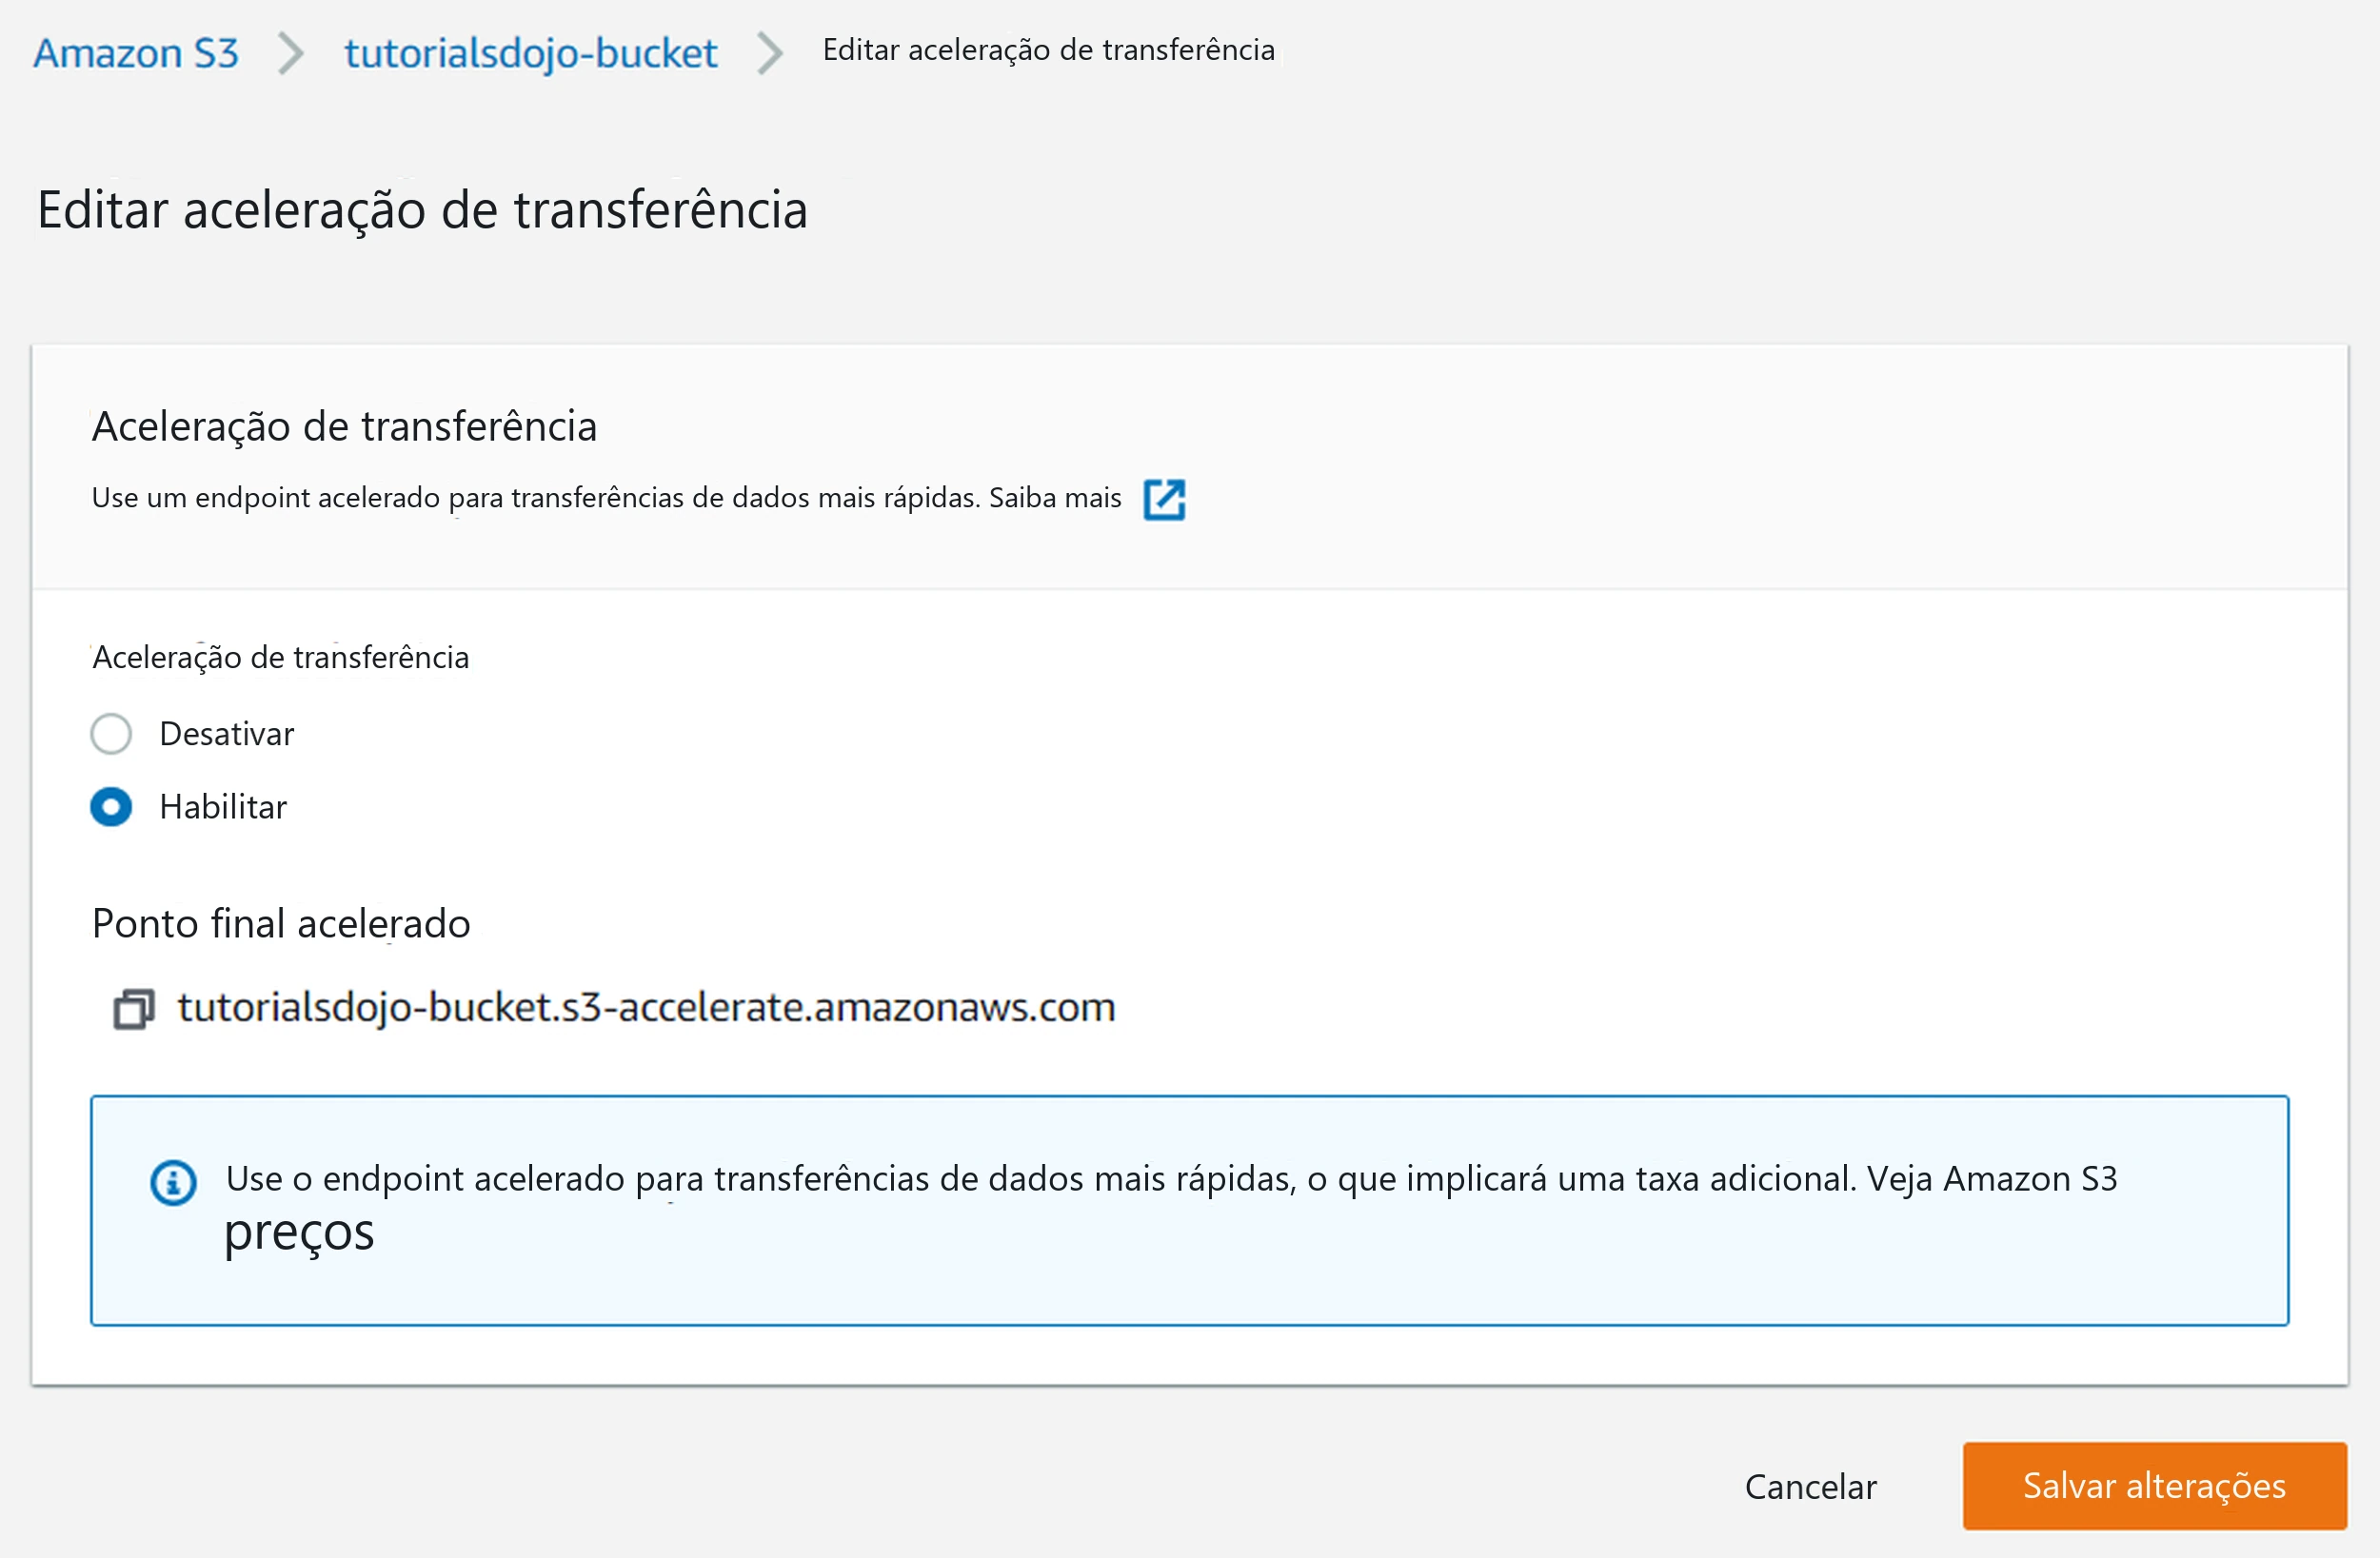 Amazon S3 tutorialsdojo-bucket Editar aceleração de transferência
Editar aceleração de transferência
Aceleração de transferência
Use um endpoint acelerado para transferências de dados mais rápidas. Saiba mais
Aceleração de transferência
Desativar
Habilitar
Ponto final acelerado
tutorialsdojo-bucket.s3-accelerate.amazonaws.com
Use o endpoint acelerado para transferências de dados mais rápidas, o que implicará uma taxa adicional. Veja Amazon S3
preços
Cancelar Salvar alterações